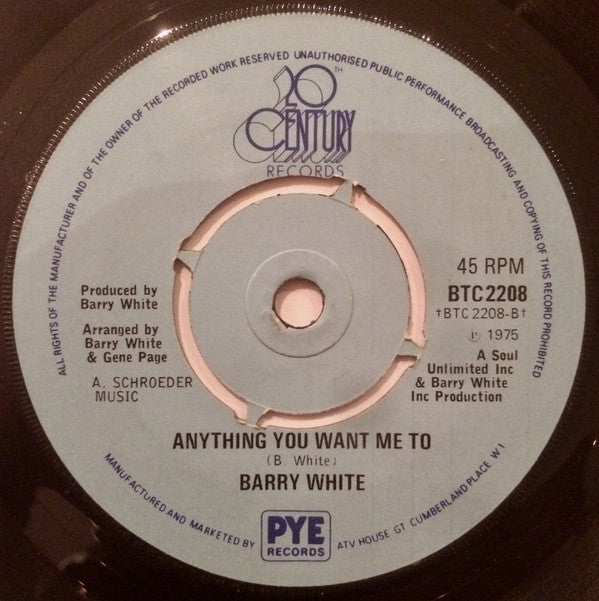 ALL RIGHTS OF THE MANUFACTURER AND OF THE OWNER OF THE RECORDED WORK RESERVED UNAUTHORISED PUBLIC PERFORMANCE BROADCASTING AND COPYING OF THIS RECORD PROHIBITED
20TH
CENTURY
RECORDS
45 RPM
BTC 2208
†BTC 2208-B†
℗ 1975
Produced by
Barry White
Arranged by
Barry White
& Gene Page
A. SCHROEDER
MUSIC
A Soul
Unlimited Inc
& Barry White
Inc Production
ANYTHING YOU WANT ME TO
(B. White)
BARRY WHITE
MANUFACTURED AND MARKETED BY
PYE
RECORDS
ATV HOUSE GT CUMBERLAND PLACE W.1